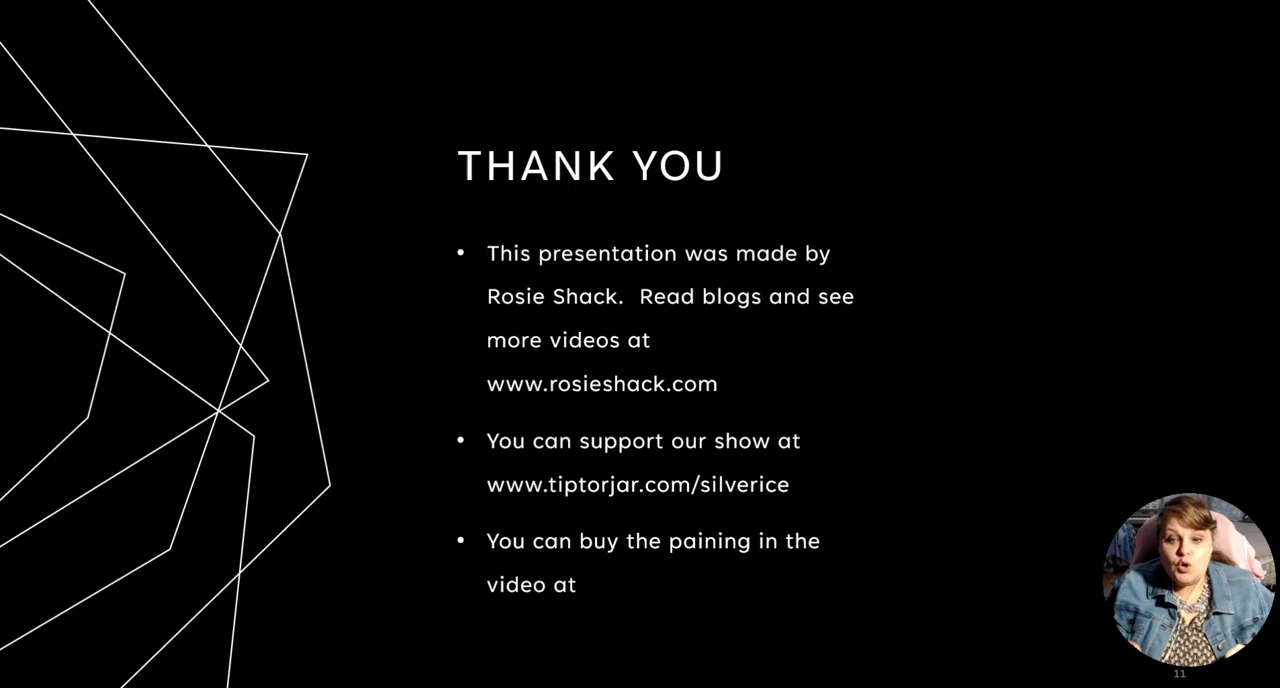 THANK YOU
• This presentation was made by
Rosie Shack.  Read blogs and see
more videos at
www.rosieshack.com
• You can support our show at
www.tiptorjar.com/silverice
• You can buy the paining in the
video at
11